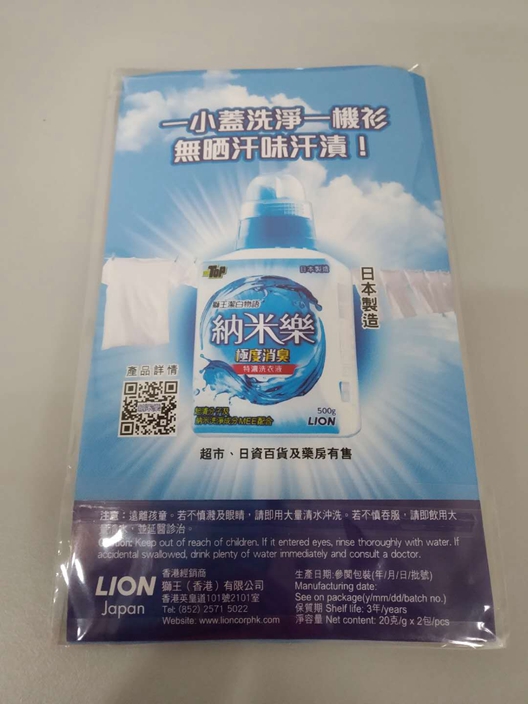 一小蓋洗淨一機衫
無晒汗味汗漬！
TOP
日本製造
獅王潔白物語
納米樂
極度消臭
特濃洗衣液
500g
LION
日本製造
產品詳情
超市、日資百貨及藥房有售
注意：遠離孩童。若不慎濺及眼睛，請即用大量清水沖洗。若不慎吞服，請即飲用大
，並延醫診治。
Keep out of reach of children. If it entered eyes, rinse thoroughly with water. If
accidental swallowed, drink plenty of water immediately and consult a doctor.
LION
Japan
香港經銷商
獅王（香港）有限公司
香港英皇道101號2101室
Tel: (852) 2571 5022
Website: www.lioncorphk.com
生產日期:參閱包裝(年/月/日/批號)
Manufacturing date:
See on package(y/mm/dd/batch no.)
保質期 Shelf life: 3年/years
淨容量 Net content: 20克/g x 2包/pcs